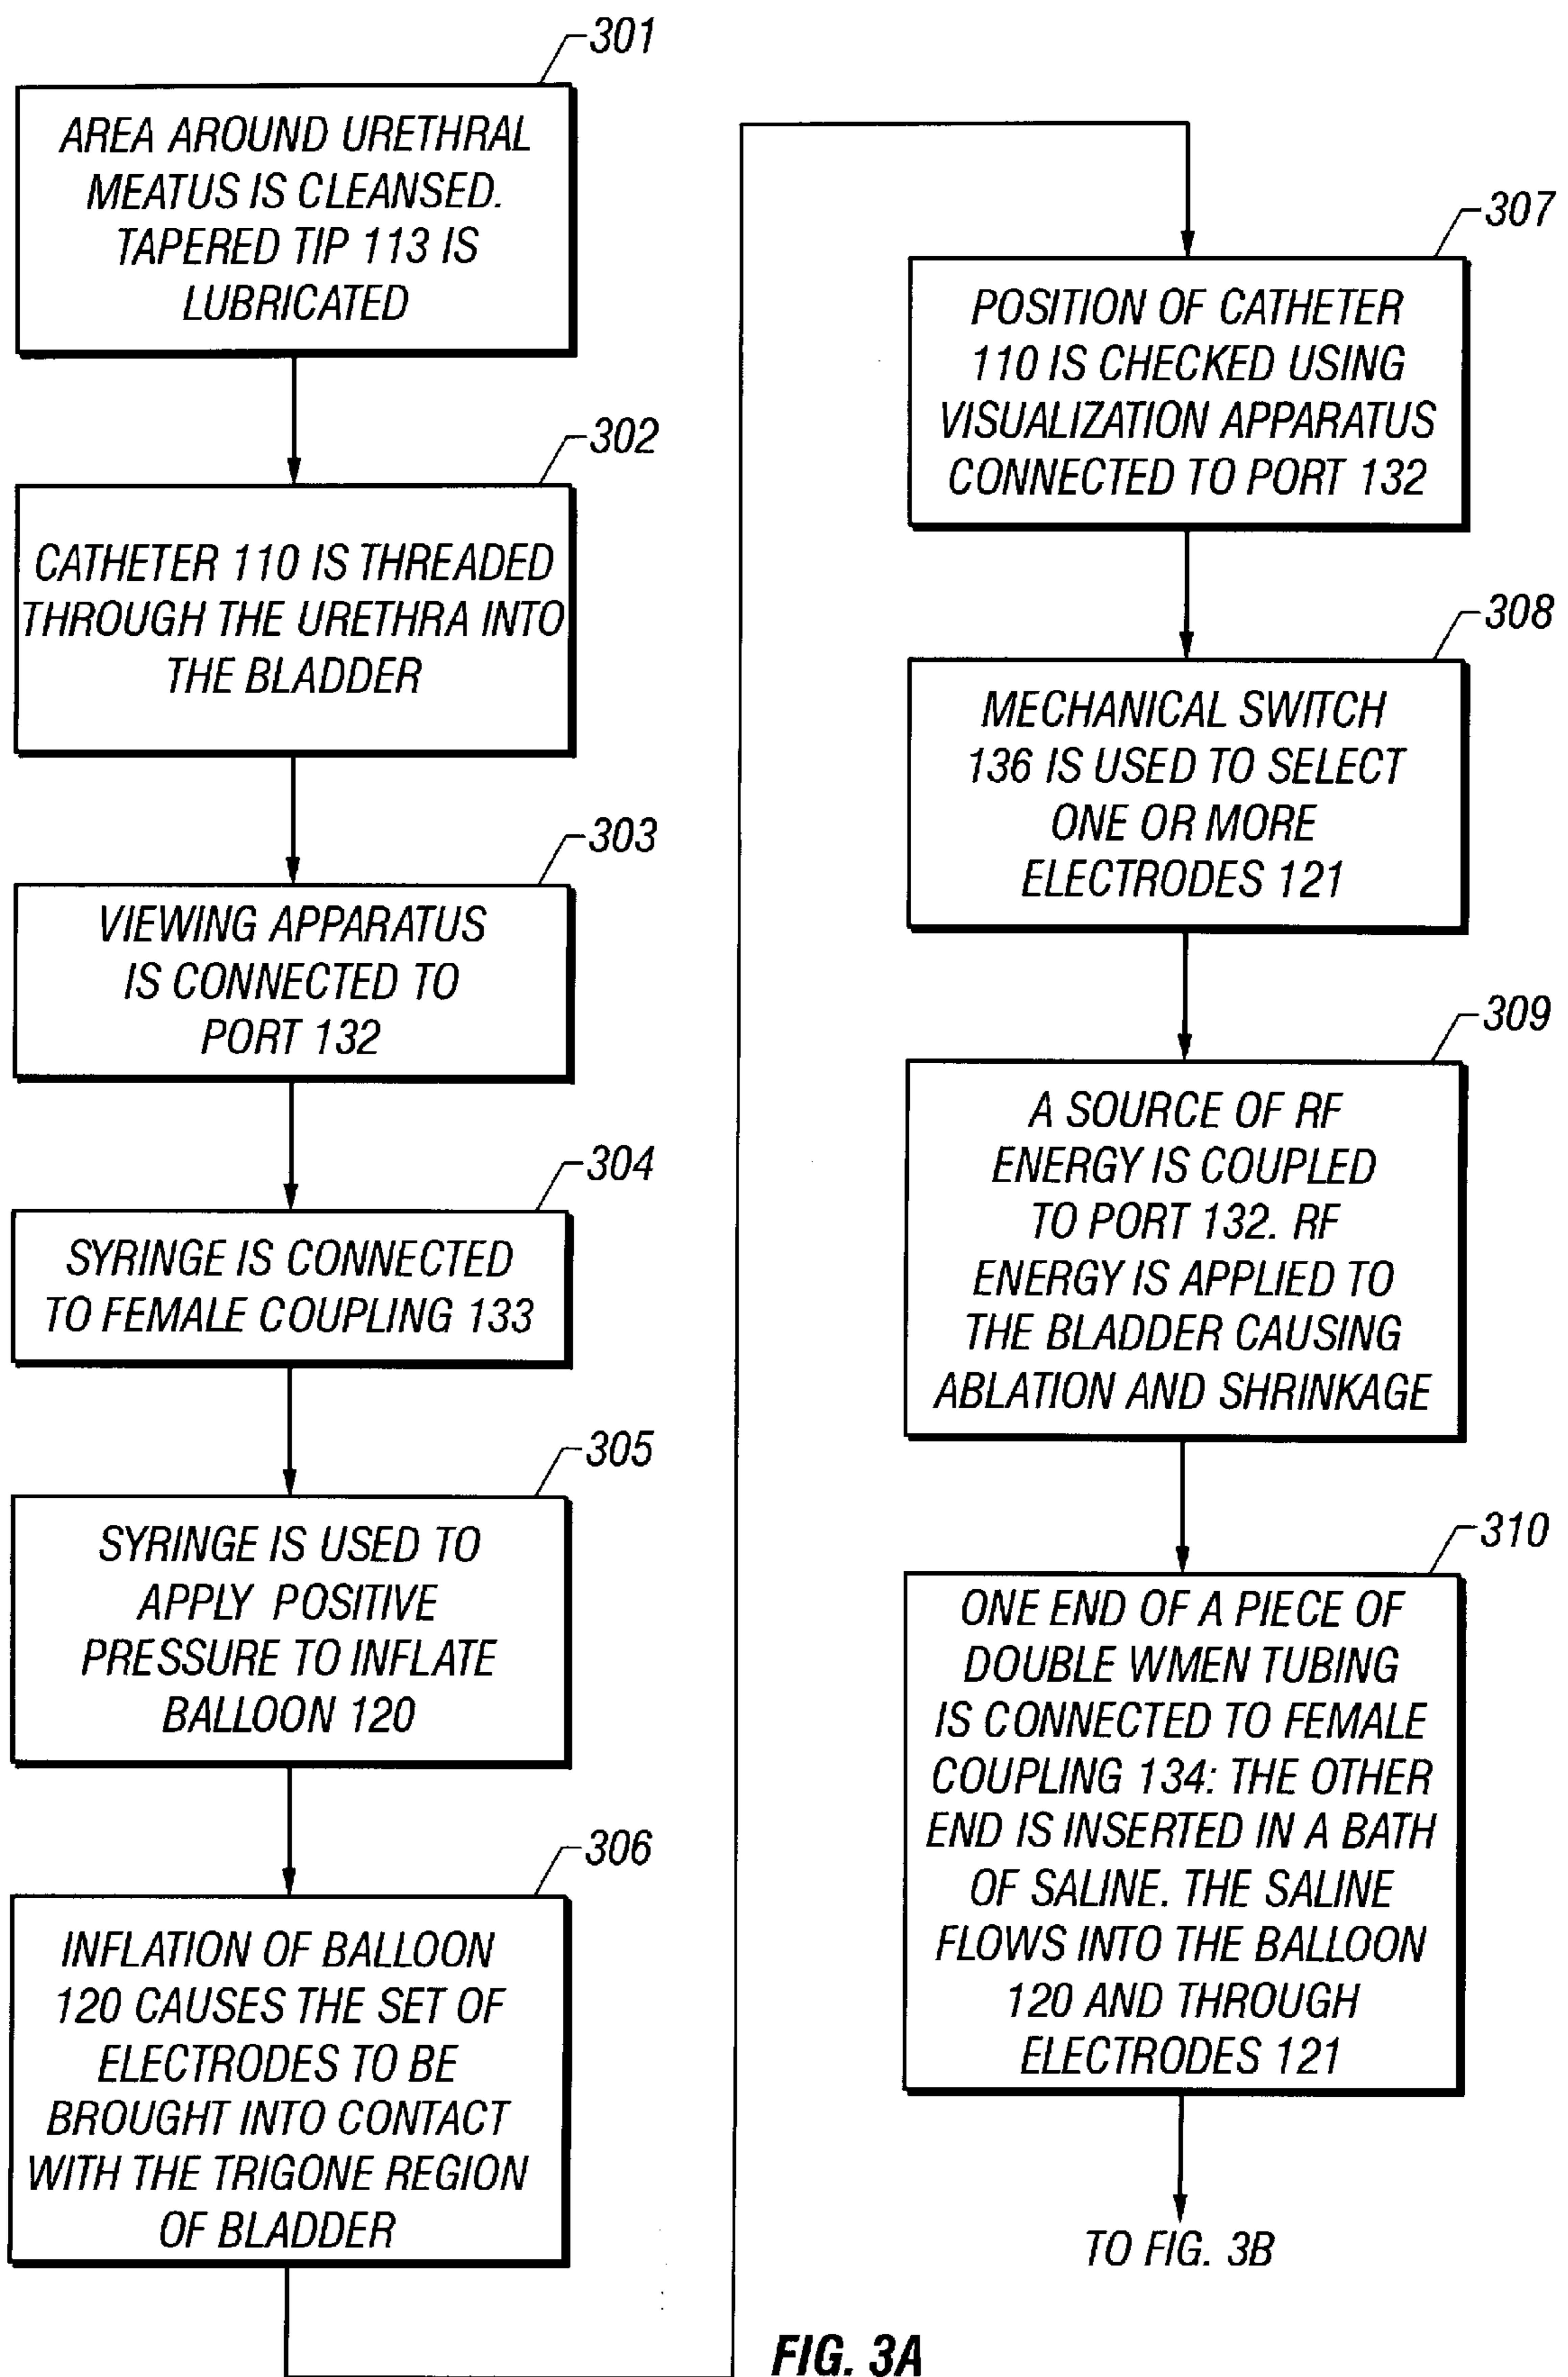 301
AREA AROUND URETHRAL
MEATUS IS CLEANSED.
TAPERED TIP 113 IS
LUBRICATED
302
CATHETER 110 IS THREADED
THROUGH THE URETHRA INTO
THE BLADDER
303
VIEWING APPARATUS
IS CONNECTED TO
PORT 132
304
SYRINGE IS CONNECTED
TO FEMALE COUPLING 133
305
SYRINGE IS USED TO
APPLY POSITIVE
PRESSURE TO INFLATE
BALLOON 120
306
INFLATION OF BALLOON
120 CAUSES THE SET OF
ELECTRODES TO BE
BROUGHT INTO CONTACT
WITH THE TRIGONE REGION
OF BLADDER
307
POSITION OF CATHETER
110 IS CHECKED USING
VISUALIZATION APPARATUS
CONNECTED TO PORT 132
308
MECHANICAL SWITCH
136 IS USED TO SELECT
ONE OR MORE
ELECTRODES 121
309
A SOURCE OF RF
ENERGY IS COUPLED
TO PORT 132. RF
ENERGY IS APPLIED TO
THE BLADDER CAUSING
ABLATION AND SHRINKAGE
310
ONE END OF A PIECE OF
DOUBLE WMEN TUBING
IS CONNECTED TO FEMALE
COUPLING 134: THE OTHER
END IS INSERTED IN A BATH
OF SALINE. THE SALINE
FLOWS INTO THE BALLOON
120 AND THROUGH
ELECTRODES 121
TO FIG. 3B
FIG. 3A